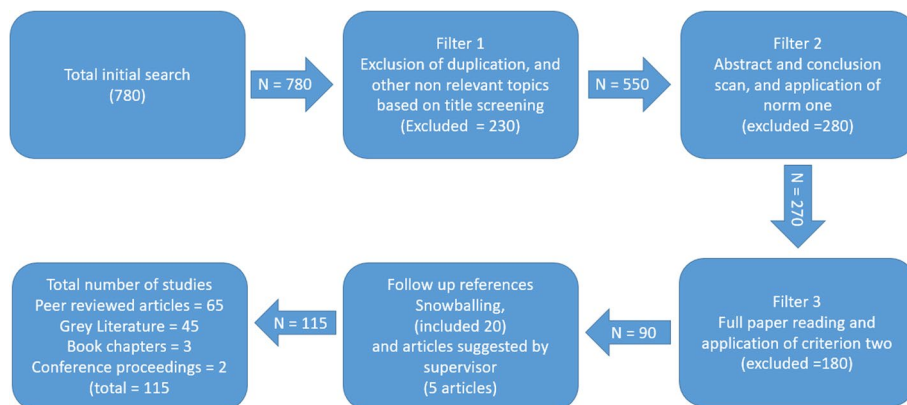 Total initial search
(780)
N = 780
Filter 1
Exclusion of duplication, and
other non relevant topics
based on title screening
(Excluded  = 230)
N = 550
Filter 2
Abstract and conclusion
scan, and application of
norm one
(excluded =280)
N = 270
Filter 3
Full paper reading and
application of criterion two
(excluded =180)
N = 90
Follow up references
Snowballing,
(included 20)
and articles suggested by
supervisor
(5 articles)
N = 115
Total number of studies
Peer reviewed articles = 65
Grey Literature = 45
Book chapters = 3
Conference proceedings = 2
(total = 115